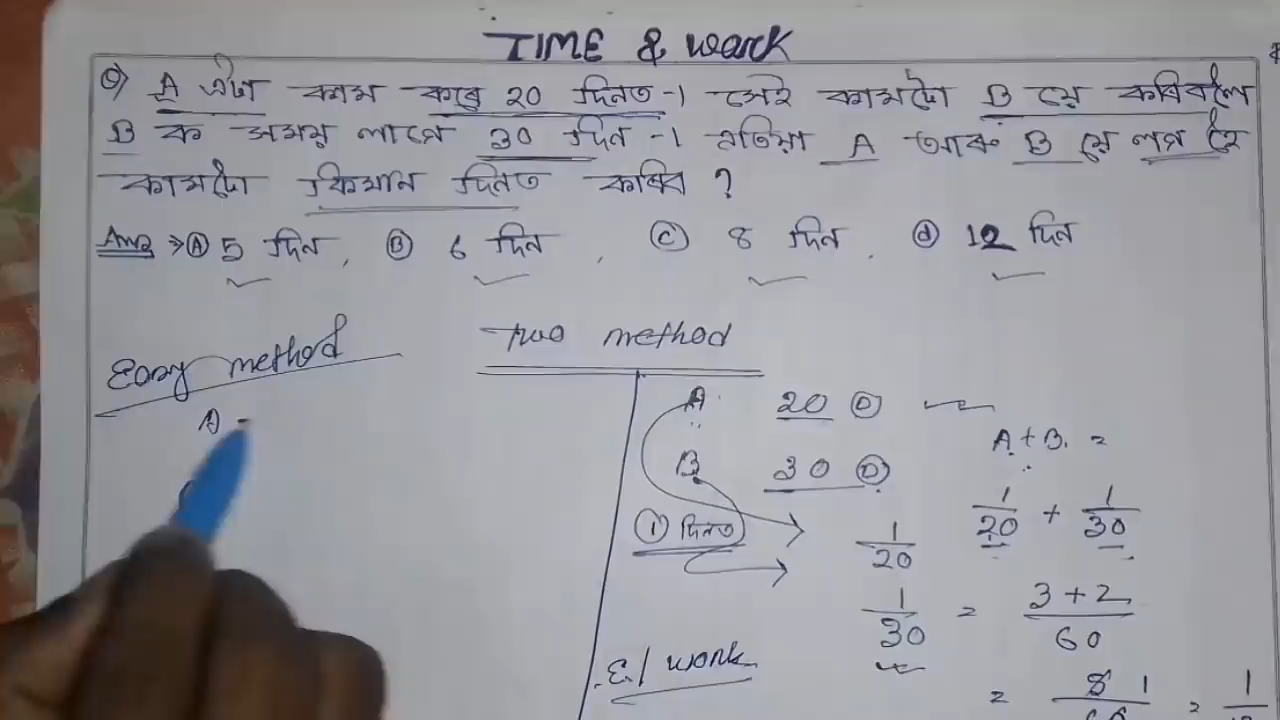 TIME & work
Q) A এটা কাম কৰে 20 দিনত। সেই কামটো B য়ে কৰিবলৈ
B ক সময় লাগে 30 দিন। যতিয়া A আৰু B য়ে লগ হৈ
কামটো কিমান দিনত কৰিব ?
Ans ⇒ (A) 5 দিন, (B) 6 দিন, (C) 8 দিন, (d) 12 দিন
Two method
Easy method
A -
A 20 (D)
B 30 (D)
(1) দিনত
1/20
1/30
E/ work
A + B =
1/20 + 1/30
= 3+2/60
= 1 = 1